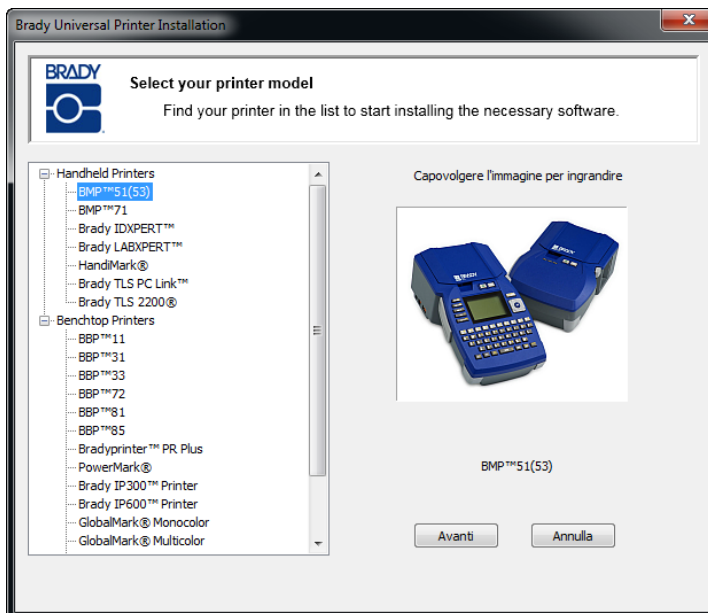 Brady Universal Printer Installation
BRADY
Select your printer model
Find your printer in the list to start installing the necessary software.
Handheld Printers
BMP™51(53)
BMP™71
Brady IDXPERT™
Brady LABXPERT™
HandiMark®
Brady TLS PC Link™
Brady TLS 2200®
Benchtop Printers
BBP™11
BBP™31
BBP™33
BBP™72
BBP™81
BBP™85
Bradyprinter™ PR Plus
PowerMark®
Brady IP300™ Printer
Brady IP600™ Printer
GlobalMark® Monocolor
GlobalMark® Multicolor
Capovolgere l'immagine per ingrandire
BMP™51(53)
Avanti
Annulla